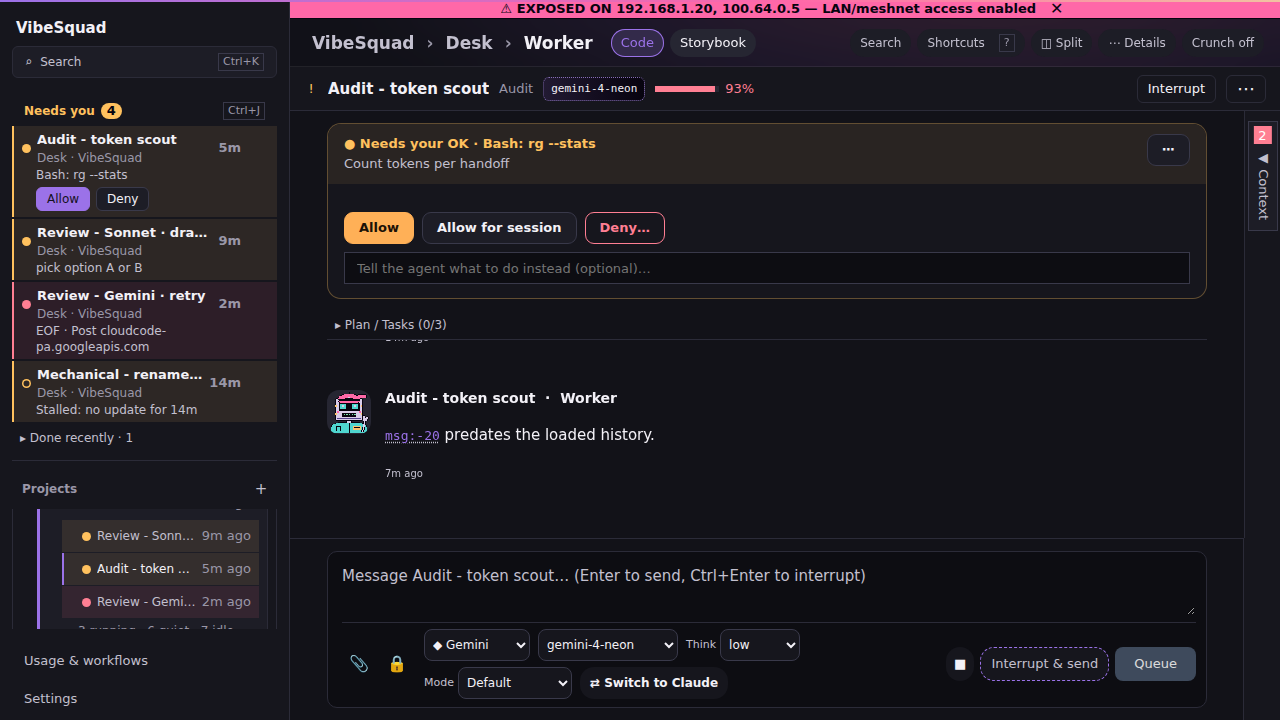 ⚠ EXPOSED ON 192.168.1.20, 100.64.0.5 — LAN/meshnet access enabled ✕
VibeSquad
Search Ctrl+K
Needs you 4 Ctrl+J
Audit - token scout 5m
Desk · VibeSquad
Bash: rg --stats
Allow Deny
Review - Sonnet · dra… 9m
Desk · VibeSquad
pick option A or B
Review - Gemini · retry 2m
Desk · VibeSquad
EOF · Post cloudcode-
pa.googleapis.com
Mechanical - rename… 14m
Desk · VibeSquad
Stalled: no update for 14m
▸ Done recently · 1
Projects +
Review - Sonn… 9m ago
Audit - token … 5m ago
Review - Gemi… 2m ago
Usage & workflows
Settings
VibeSquad › Desk › Worker Code Storybook Search Shortcuts ? ◫ Split ⋯ Details Crunch off
! Audit - token scout Audit gemini-4-neon 93% Interrupt ⋯
● Needs your OK · Bash: rg --stats
Count tokens per handoff
⋯
Allow Allow for session Deny…
Tell the agent what to do instead (optional)…
▸ Plan / Tasks (0/3)
Audit - token scout · Worker
msg:-20 predates the loaded history.
7m ago
Message Audit - token scout… (Enter to send, Ctrl+Enter to interrupt)
◆ Gemini gemini-4-neon Think low
Mode Default ⇄ Switch to Claude
■ Interrupt & send Queue
2
◀ Context